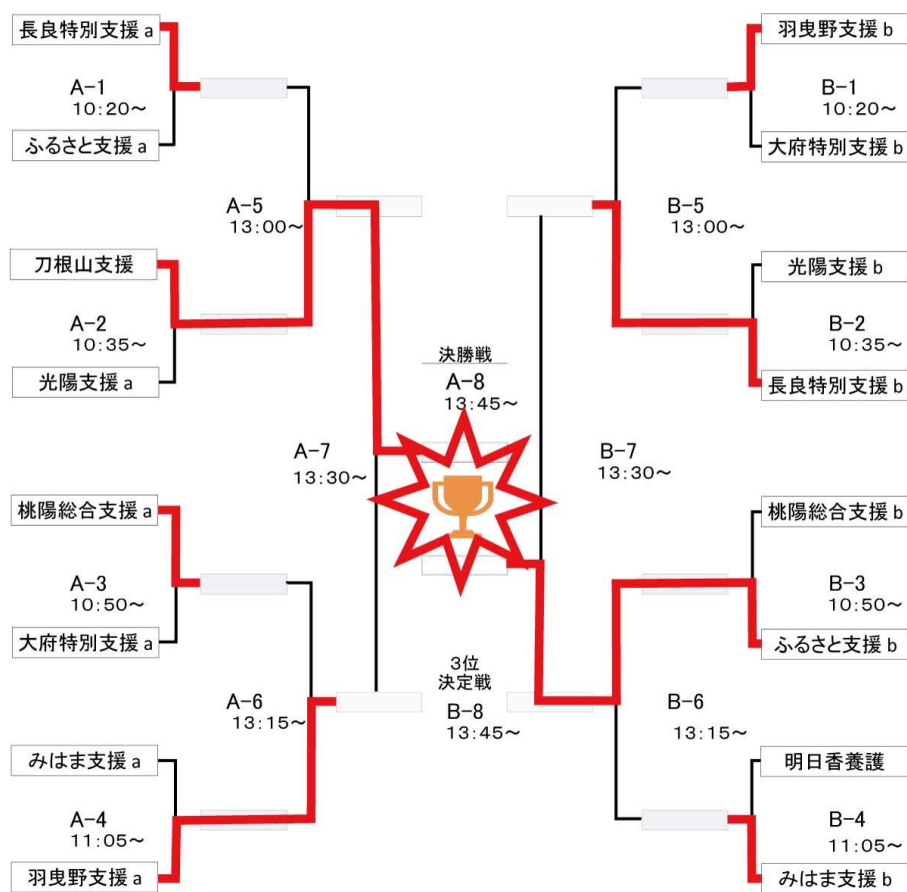 長良特別支援 a
A-1
10:20～
ふるさと支援 a
A-5
13:00～
刀根山支援
A-2
10:35～
光陽支援 a
A-7
13:30～
桃陽総合支援 a
A-3
10:50～
大府特別支援 a
A-6
13:15～
みはま支援 a
A-4
11:05～
羽曳野支援 a
決勝戦
A-8
13:45～
3位
決定戦
B-8
13:45～
羽曳野支援 b
B-1
10:20～
大府特別支援 b
B-5
13:00～
光陽支援 b
B-2
10:35～
長良特別支援 b
B-7
13:30～
桃陽総合支援 b
B-3
10:50～
ふるさと支援 b
B-6
13:15～
明日香養護
B-4
11:05～
みはま支援 b